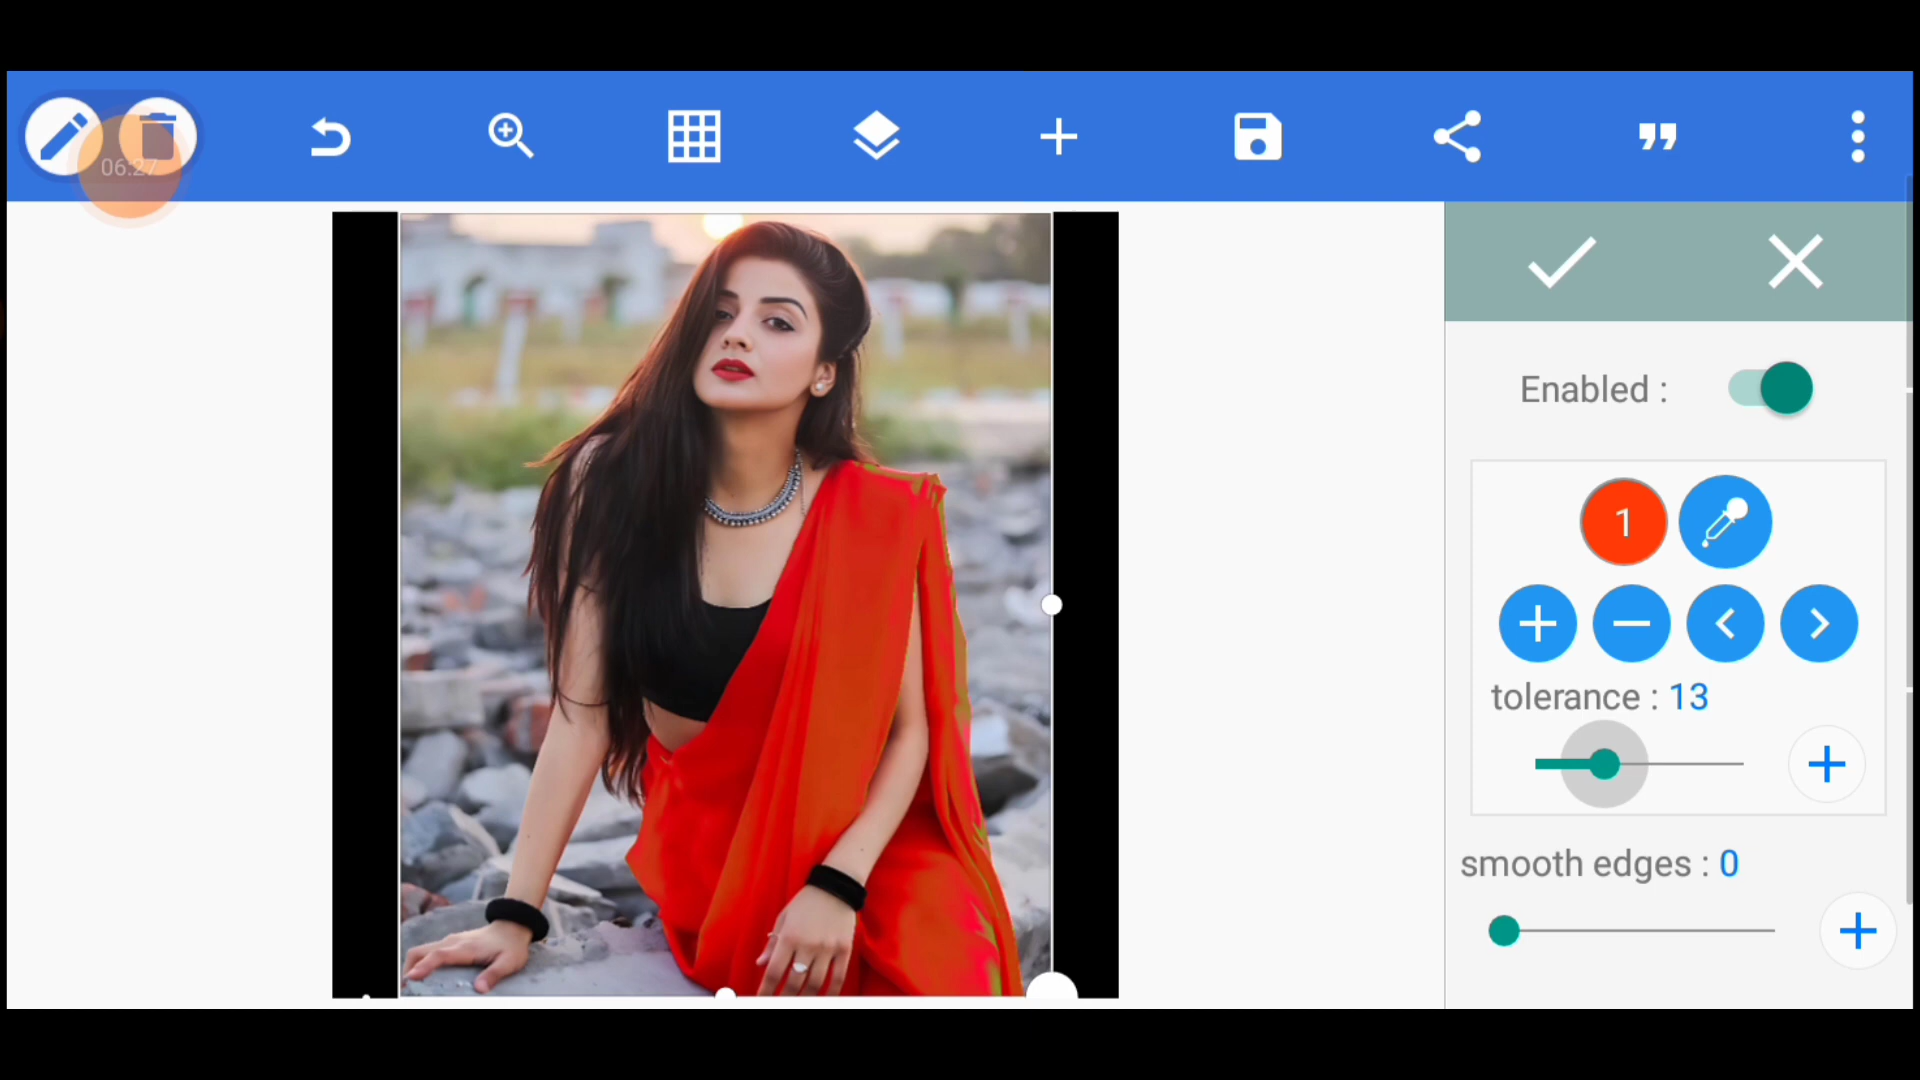 06:27
Enabled :
1
tolerance : 13
smooth edges : 0